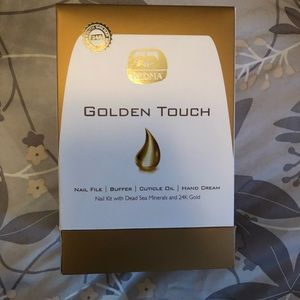 KEDMA
GOLDEN TOUCH
NAIL FILE | BUFFER | CUTICLE OIL | HAND CREAM
Nail Kit with Dead Sea Minerals and 24K Gold